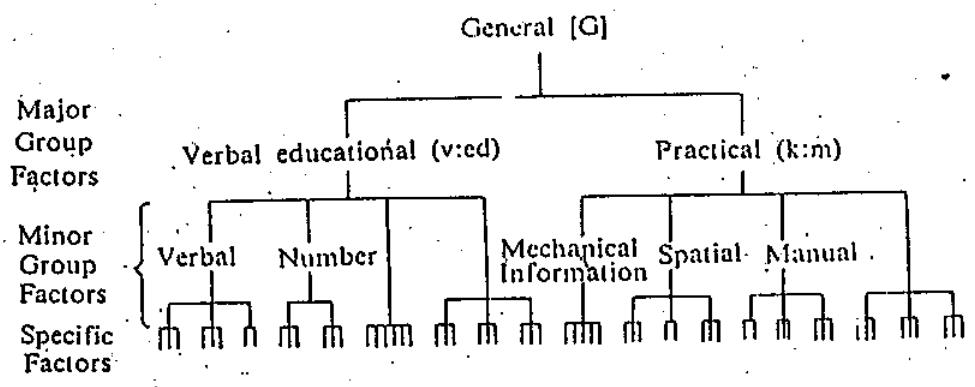 General [G]
Major
Group
Factors
Verbal educational (v:ed)
Practical (k:m)
Minor
Group
Factors
Verbal
Number
Mechanical
Information
Spatial
Manual
Specific
Factors